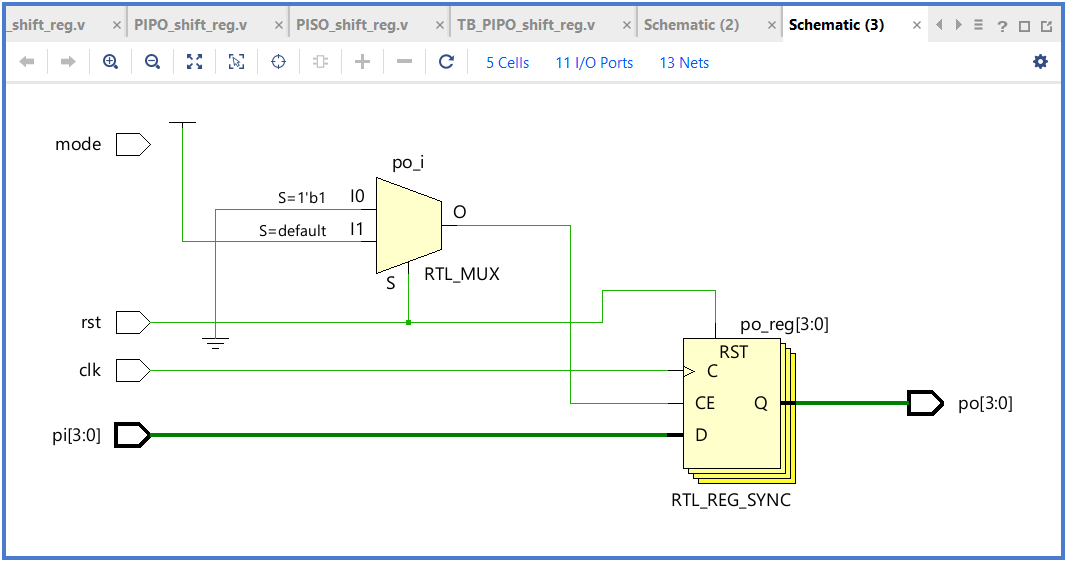 _shift_reg.v × PIPO_shift_reg.v × PISO_shift_reg.v × TB_PIPO_shift_reg.v × Schematic (2) × Schematic (3) × ?
5 Cells 11 I/O Ports 13 Nets
mode
po_i
S=1'b1 I0
O
S=default I1
S RTL_MUX
rst
po_reg[3:0]
RST
clk
C
CE Q po[3:0]
pi[3:0]
D
RTL_REG_SYNC